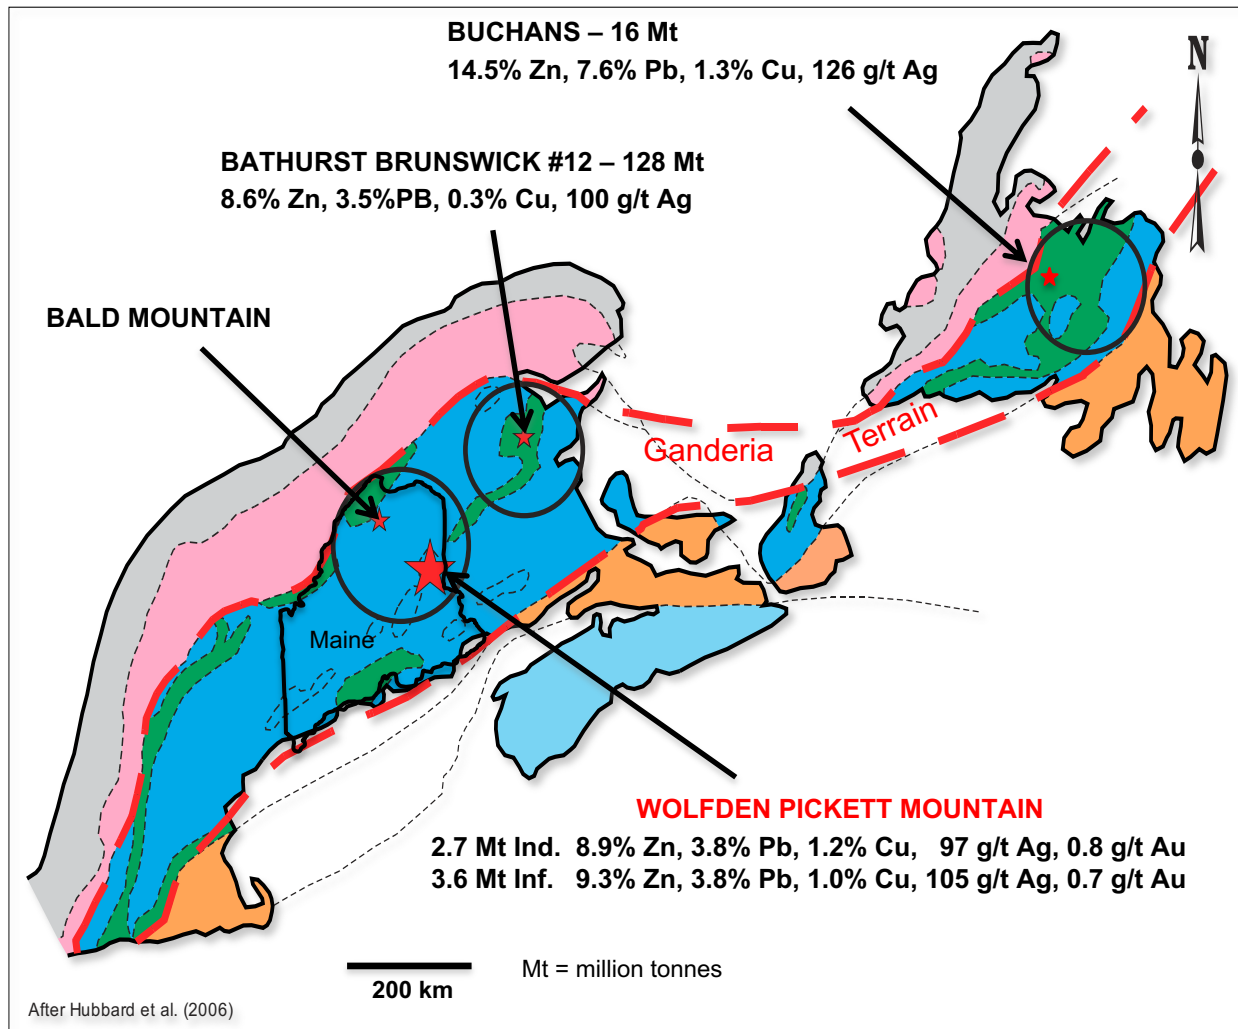 BUCHANS – 16 Mt
14.5% Zn, 7.6% Pb, 1.3% Cu, 126 g/t Ag
N
BATHURST BRUNSWICK #12 – 128 Mt
8.6% Zn, 3.5%PB, 0.3% Cu, 100 g/t Ag
BALD MOUNTAIN
Ganderia
Terrain
Maine
WOLFDEN PICKETT MOUNTAIN
2.7 Mt Ind. 8.9% Zn, 3.8% Pb, 1.2% Cu, 97 g/t Ag, 0.8 g/t Au
3.6 Mt Inf. 9.3% Zn, 3.8% Pb, 1.0% Cu, 105 g/t Ag, 0.7 g/t Au
200 km
Mt = million tonnes
After Hubbard et al. (2006)